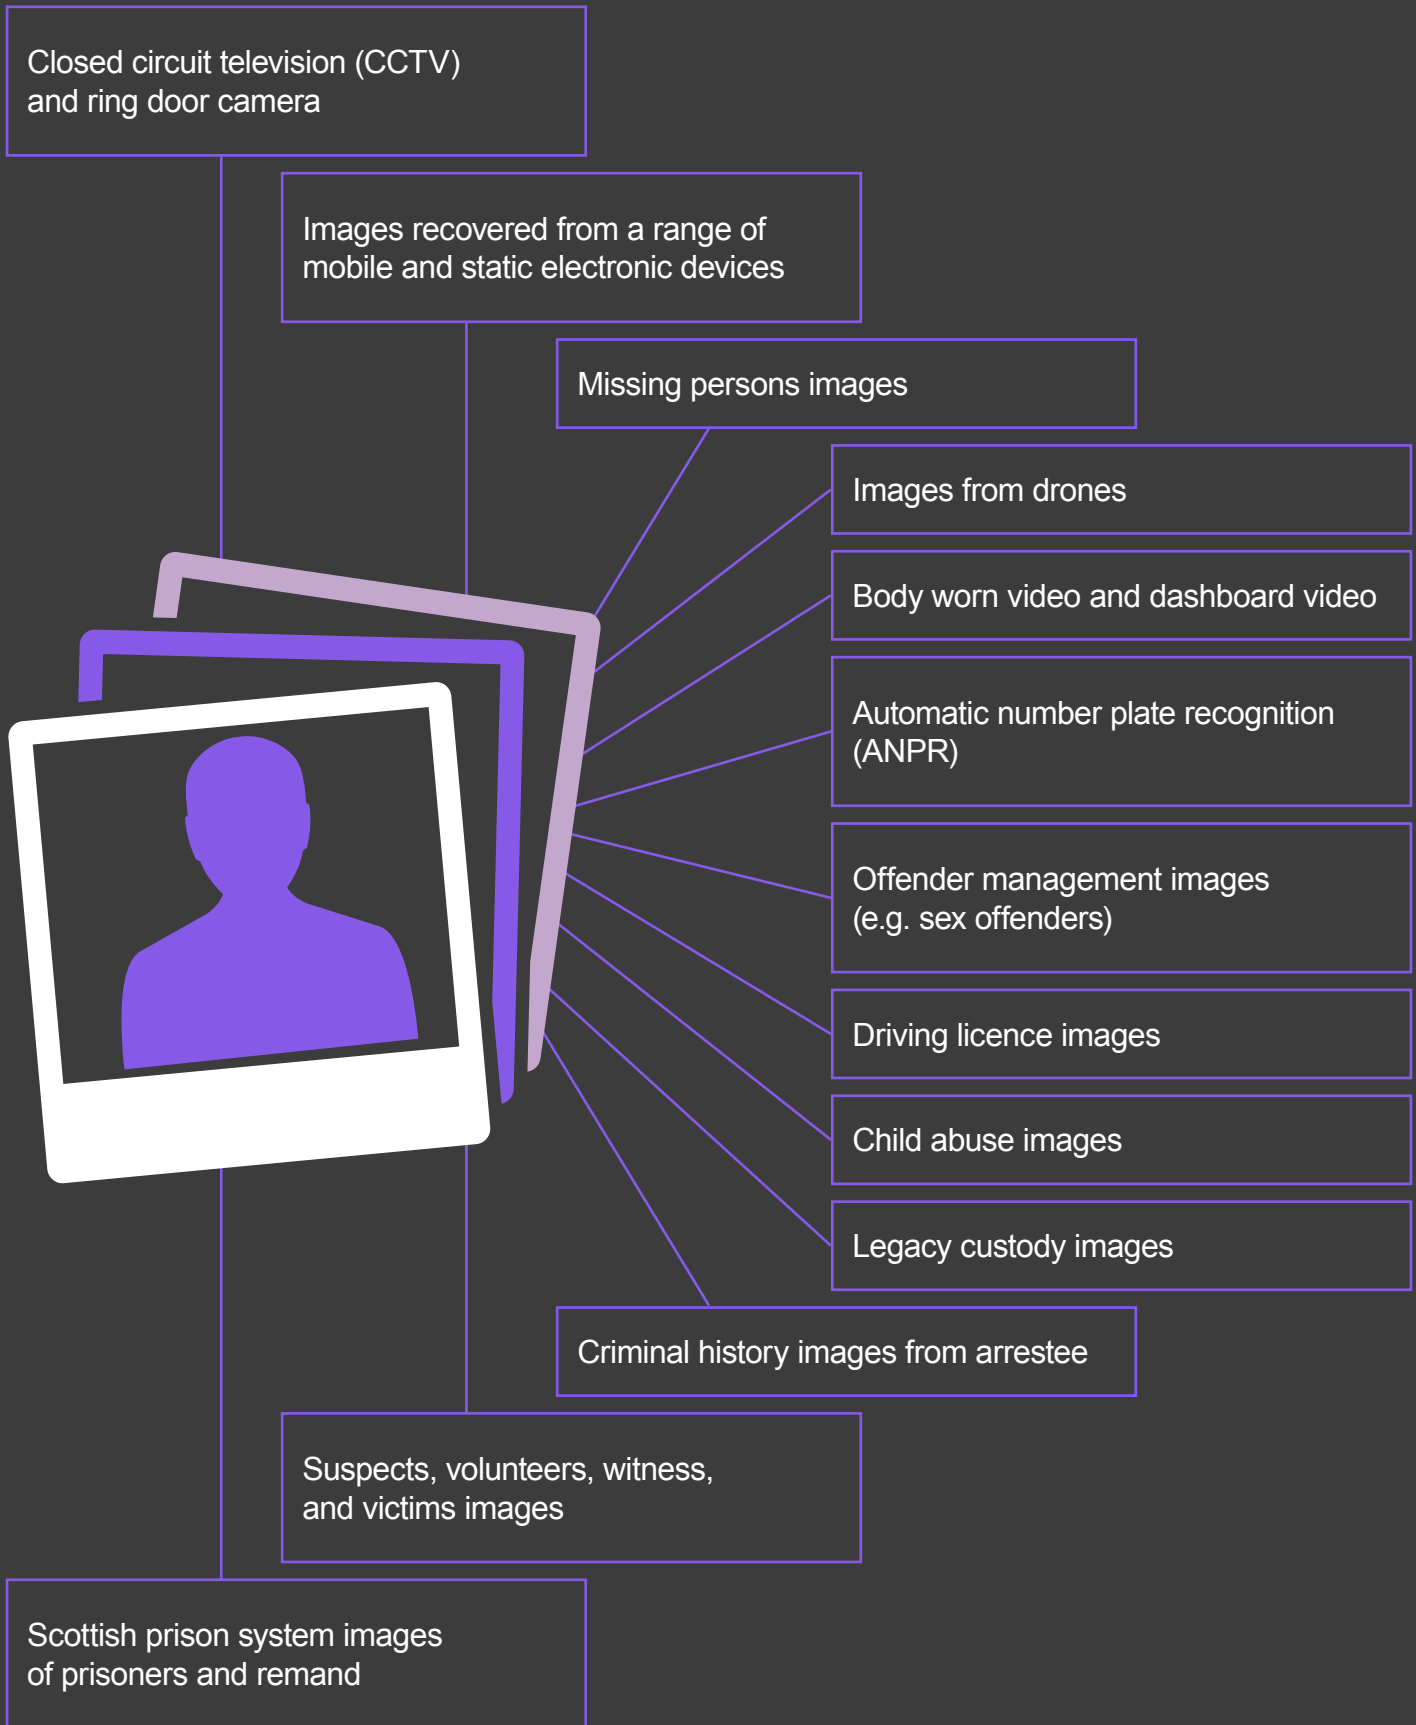 Closed circuit television (CCTV)
and ring door camera
Images recovered from a range of
mobile and static electronic devices
Missing persons images
Images from drones
Body worn video and dashboard video
Automatic number plate recognition
(ANPR)
Offender management images
(e.g. sex offenders)
Driving licence images
Child abuse images
Legacy custody images
Criminal history images from arrestee
Suspects, volunteers, witness,
and victims images
Scottish prison system images
of prisoners and remand